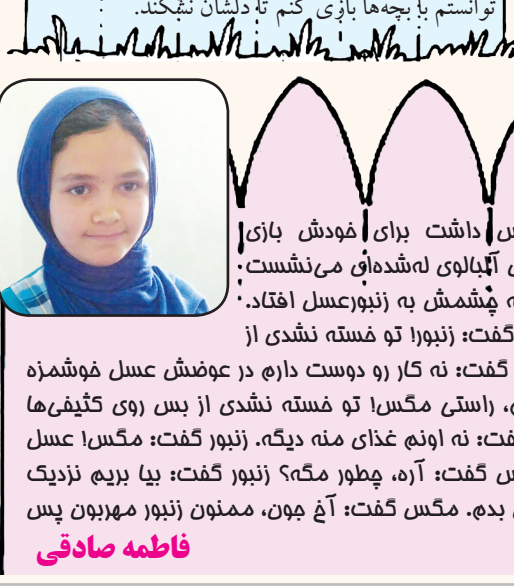 توانستم با بچه‌ها بازی کنم تا دلشان نشکند.
داشت برای خودش بازی
آلبالوی له‌شده‌ای می‌نشست
چشمش به زنبورعسل افتاد.
گفت: زنبور! تو خسته نشدی از
گفت: نه کار رو دوست دارم در عوضش عسل خوشمزه
راستی مگس! تو خسته نشدی از بس روی کثیفی‌ها
نه اونم غذای منه دیگه. زنبور گفت: مگس! عسل
گفت: آره، چطور مگه؟ زنبور گفت: بیا بریم نزدیک
بدم. مگس گفت: آخ جون، ممنون زنبور مهربون پس
فاطمه صادقی